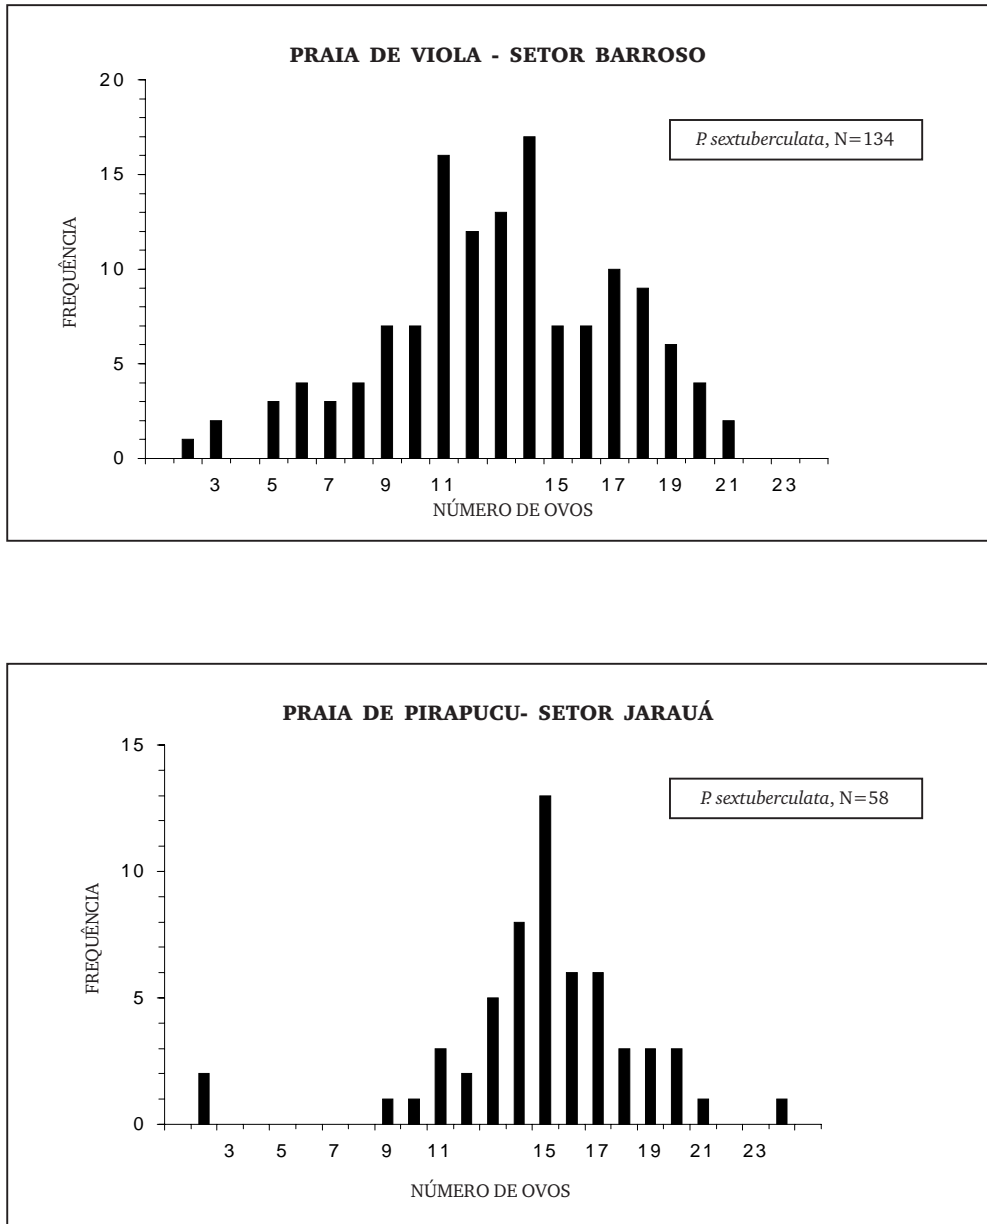 PRAIA DE VIOLA - SETOR BARROSO
20
P. sextuberculata, N=134
15
FREQUÊNCIA
10
5
0
3 5 7 9 11 15 17 19 21 23
NÚMERO DE OVOS
PRAIA DE PIRAPUCU- SETOR JARAUÁ
15
P. sextuberculata, N=58
10
FREQUÊNCIA
5
0
3 5 7 9 11 15 17 19 21 23
NÚMERO DE OVOS